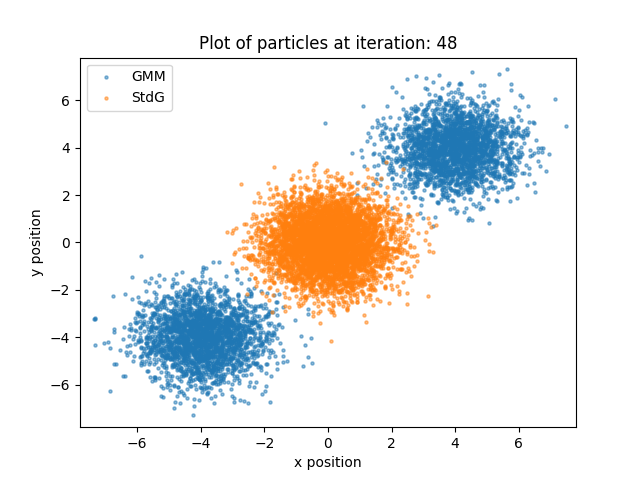 Plot of particles at iteration: 48
GMM
StdG
6
4
2
0
−2
−4
−6
y position
−6 −4 −2 0 2 4 6
x position